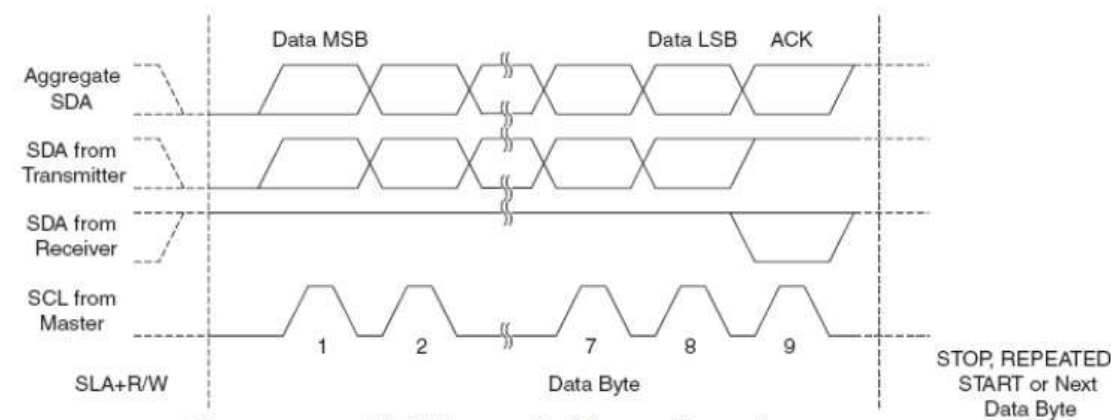 Data MSB
Data LSB
ACK
Aggregate
SDA
SDA from
Transmitter
SDA from
Receiver
SCL from
Master
1
2
7
8
9
SLA+R/W
Data Byte
STOP, REPEATED
START or Next
Data Byte